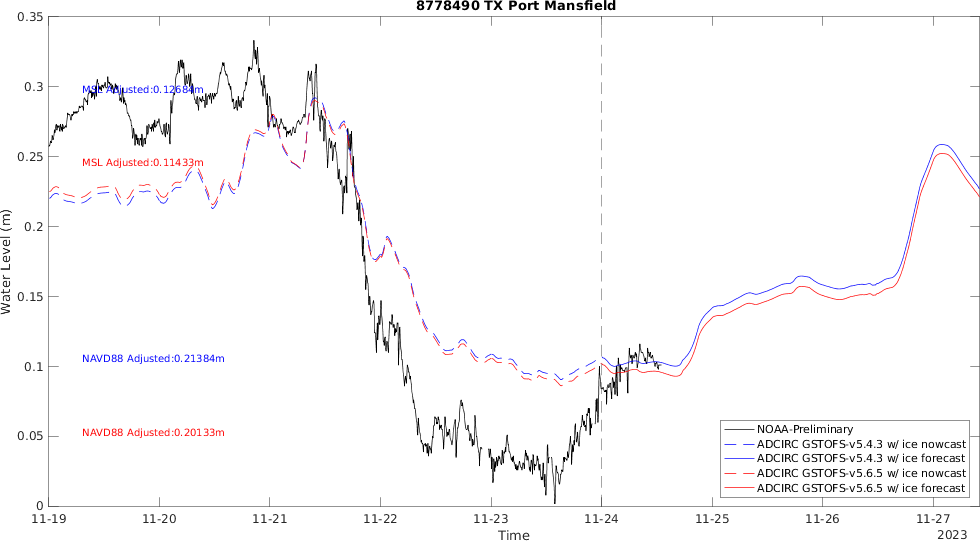 8778490 TX Port Mansfield
0.35
0.3
0.25
0.2
0.15
0.1
0.05
0
Water Level (m)
MSL Adjusted:0.12684m
MSL Adjusted:0.11433m
NAVD88 Adjusted:0.21384m
NAVD88 Adjusted:0.20133m
NOAA-Preliminary
ADCIRC GSTOFS-v5.4.3 w/ ice nowcast
ADCIRC GSTOFS-v5.4.3 w/ ice forecast
ADCIRC GSTOFS-v5.6.5 w/ ice nowcast
ADCIRC GSTOFS-v5.6.5 w/ ice forecast
11-19 11-20 11-21 11-22 11-23 11-24 11-25 11-26 11-27
Time
2023